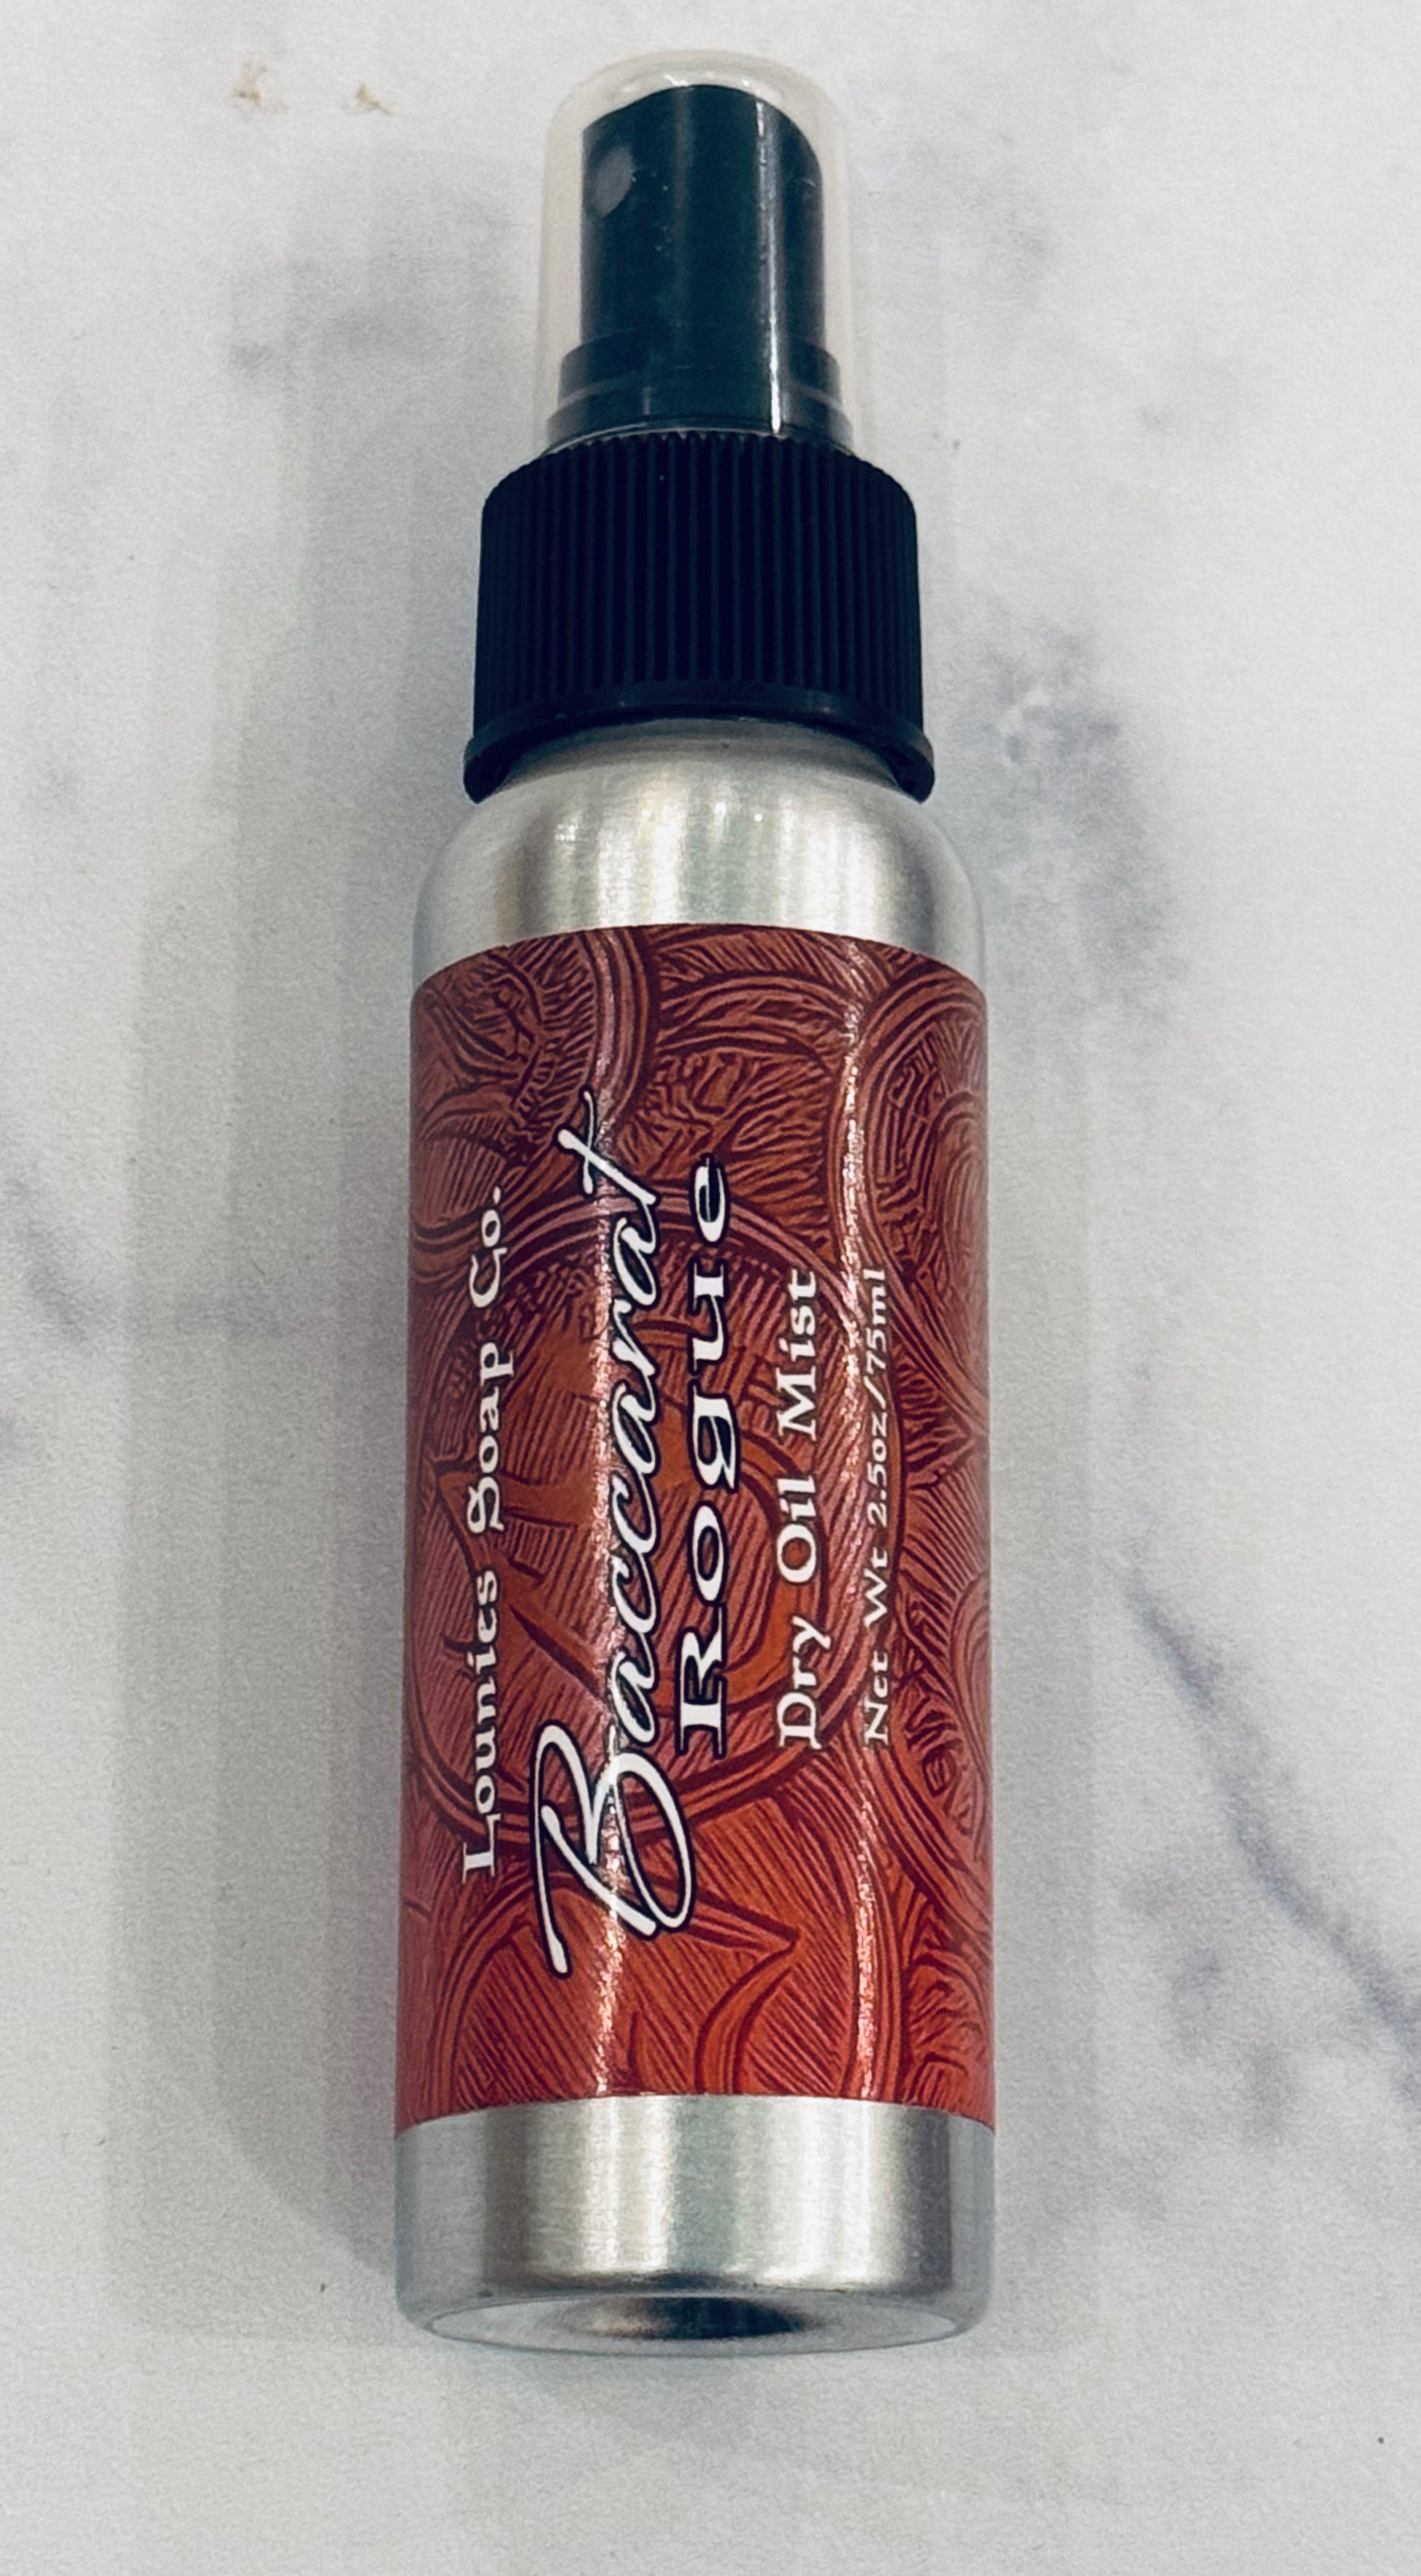 Lounies Soap Co.
Baccarat
Rogue
Dry Oil Mist
Net Wt 2.5oz/75ml